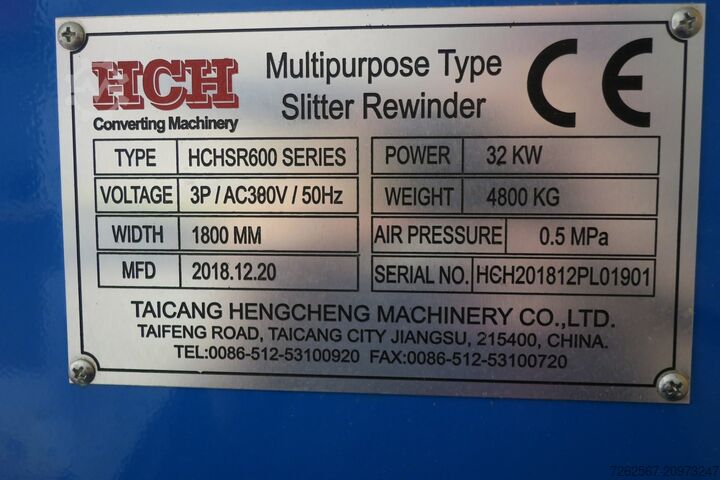 HCH
Converting Machinery
Multipurpose Type
Slitter Rewinder
CE
TYPE HCHSR600 SERIES
POWER 32 KW
VOLTAGE 3P / AC380V / 50Hz
WEIGHT 4800 KG
WIDTH 1800 MM
AIR PRESSURE 0.5 MPa
MFD 2018.12.20
SERIAL NO. HCH201812PL01901
TAICANG HENGCHENG MACHINERY CO.,LTD.
TAIFENG ROAD, TAICANG CITY JIANGSU, 215400, CHINA.
TEL:0086-512-53100920 FAX:0086-512-53100720
7262567-20973247